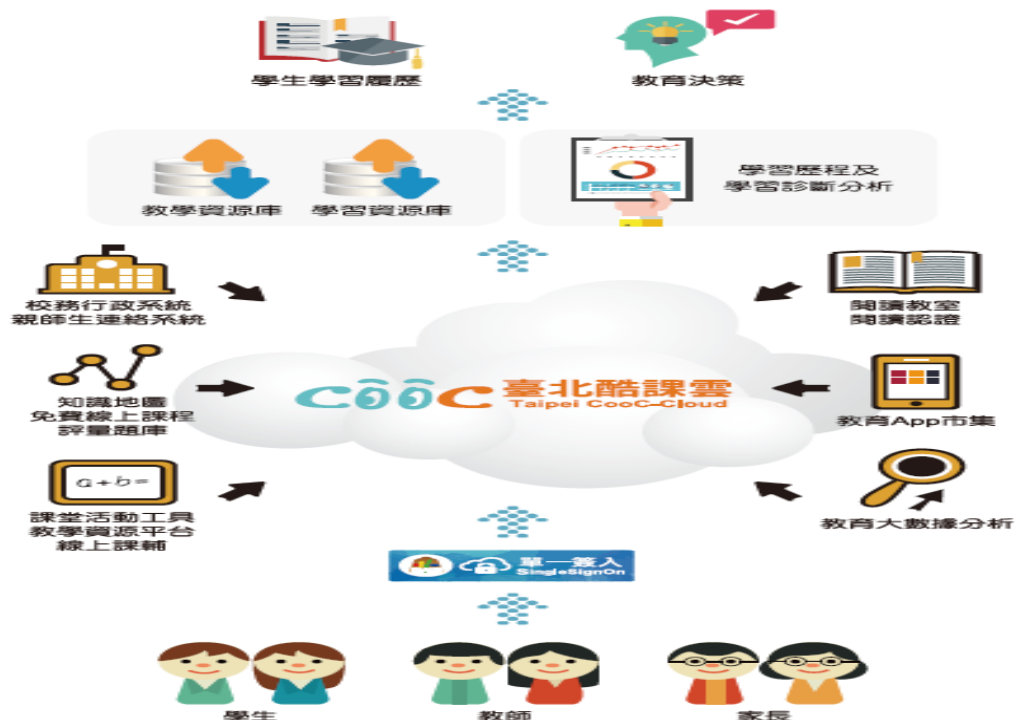 學生學習履歷
教育決策
教學資源庫
學習資源庫
學習歷程及
學習診斷分析
校務行政系統
親師生連絡系統
閱讀教室
閱讀認證
知識地圖
免費線上課程
評量題庫
cooc 臺北酷課雲
Taipei CooC-Cloud
教育App市集
a+b=
課堂活動工具
教學資源平台
線上課輔
教育大數據分析
單一簽入
SingleSignOn
學生
教師
家長